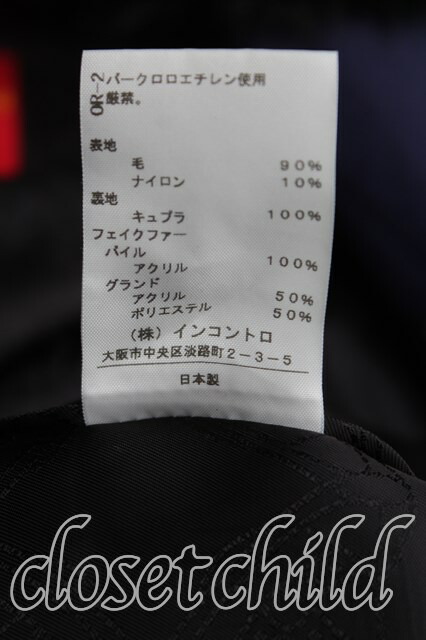 OR-2
パークロロエチレン使用
厳禁。
表地
毛 90%
ナイロン 10%
裏地
キュプラ 100%
フェイクファー
パイル
アクリル 100%
グランド
アクリル 50%
ポリエステル 50%
(株)インコントロ
大阪市中央区淡路町2-3-5
日本製
closet child